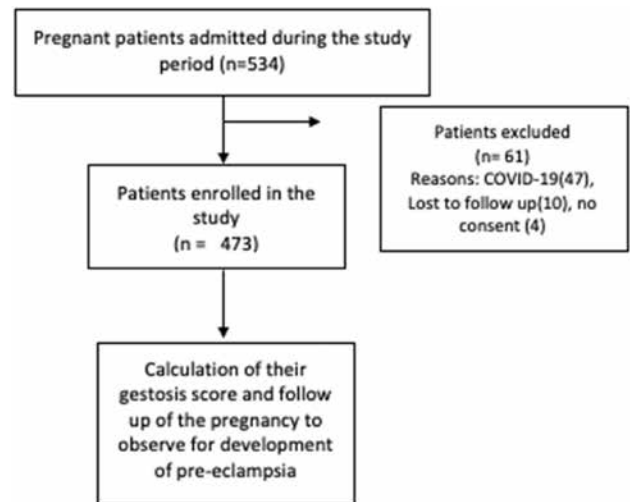 Pregnant patients admitted during the study
period (n=534)
Patients excluded
(n= 61)
Reasons: COVID-19(47),
Lost to follow up(10), no
consent (4)
Patients enrolled in the
study
(n = 473)
Calculation of their
gestosis score and follow
up of the pregnancy to
observe for development
of pre-eclampsia